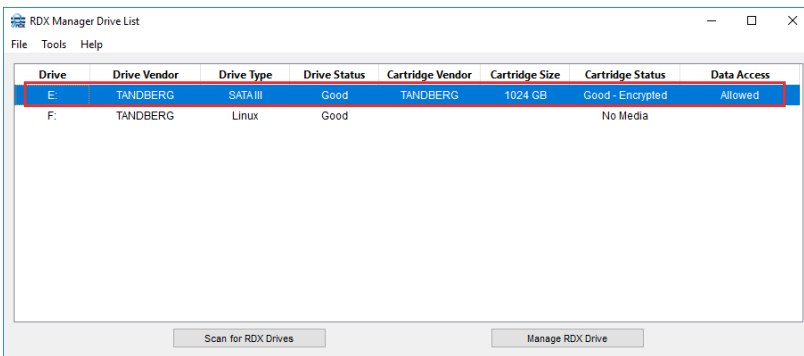 RDX Manager Drive List
File Tools Help
Drive Drive Vendor Drive Type Drive Status Cartridge Vendor Cartridge Size Cartridge Status Data Access
E: TANDBERG SATAIII Good TANDBERG 1024 GB Good - Encrypted Allowed
F: TANDBERG Linux Good No Media
Scan for RDX Drives Manage RDX Drive